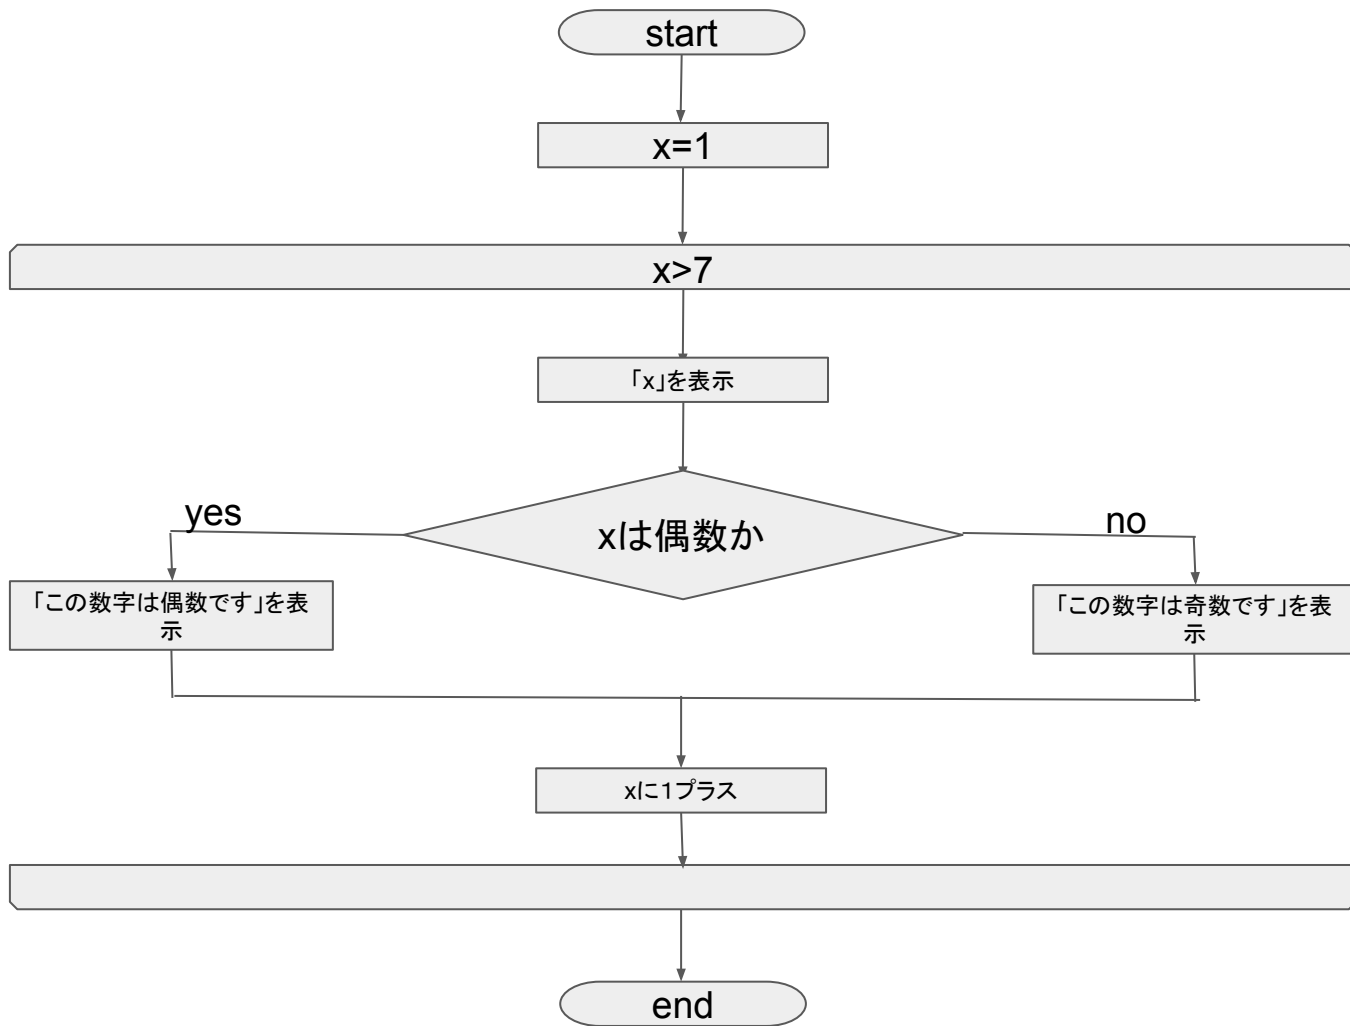 start
x=1
x>7
「x」を表示
xは偶数か
yes
no
「この数字は偶数です」を表
示
「この数字は奇数です」を表
示
xに１プラス
end